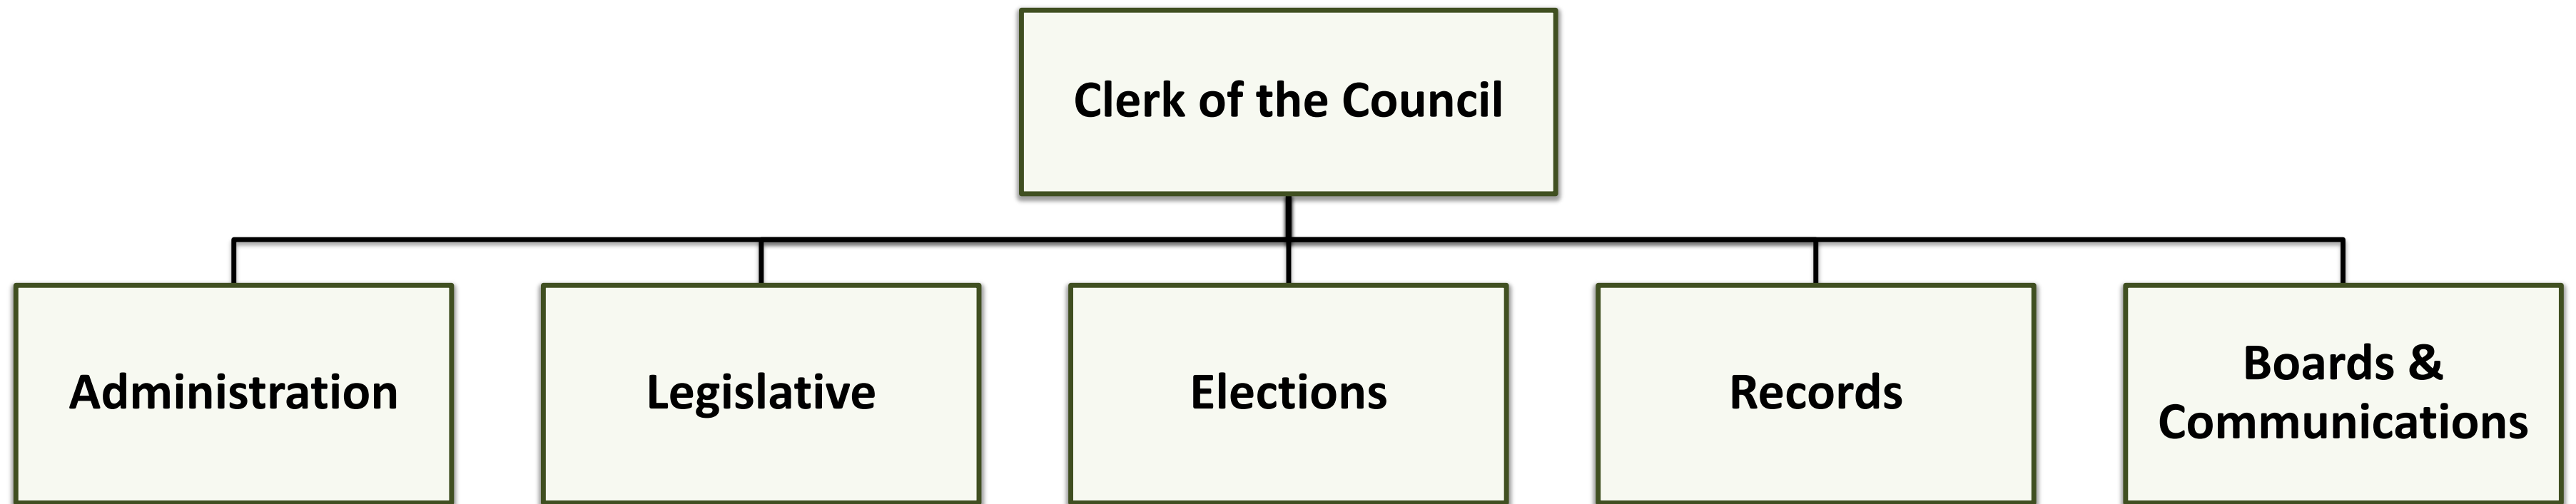 Clerk of the Council
Administration
Legislative
Elections
Records
Boards &
Communications